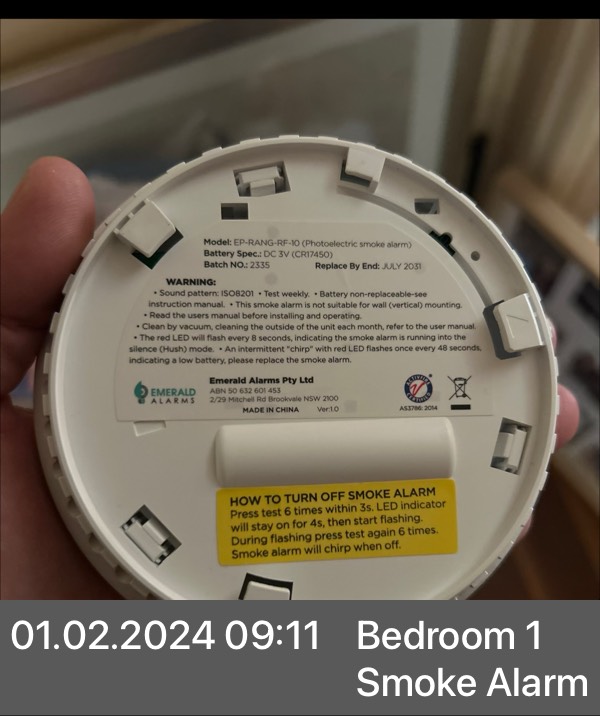 Model: EP-RANG-RF-10 (Photoelectric smoke alarm)
Battery Spec.: DC 3V (CR17450)
Batch NO.: 2335 Replace By End: JULY 2031
WARNING:
• Sound pattern: ISO8201 • Test weekly. • Battery non-replaceable-see
instruction manual. • This smoke alarm is not suitable for wall (vertical) mounting.
• Read the users manual before installing and operating.
• Clean by vacuum, cleaning the outside of the unit each month, refer to the user manual.
• The red LED will flash every 8 seconds, indicating the smoke alarm is running into the
silence (Hush) mode. • An intermittent "chirp" with red LED flashes once every 48 seconds,
indicating a low battery, please replace the smoke alarm.
EMERALD
ALARMS
Emerald Alarms Pty Ltd
ABN 50 632 601 453
2/29 Mitchell Rd Brookvale NSW 2100
MADE IN CHINA Ver:1.0
AS3786: 2014
HOW TO TURN OFF SMOKE ALARM
Press test 6 times within 3s. LED indicator
will stay on for 4s, then start flashing.
During flashing press test again 6 times.
Smoke alarm will chirp when off.
01.02.2024 09:11 Bedroom 1
Smoke Alarm